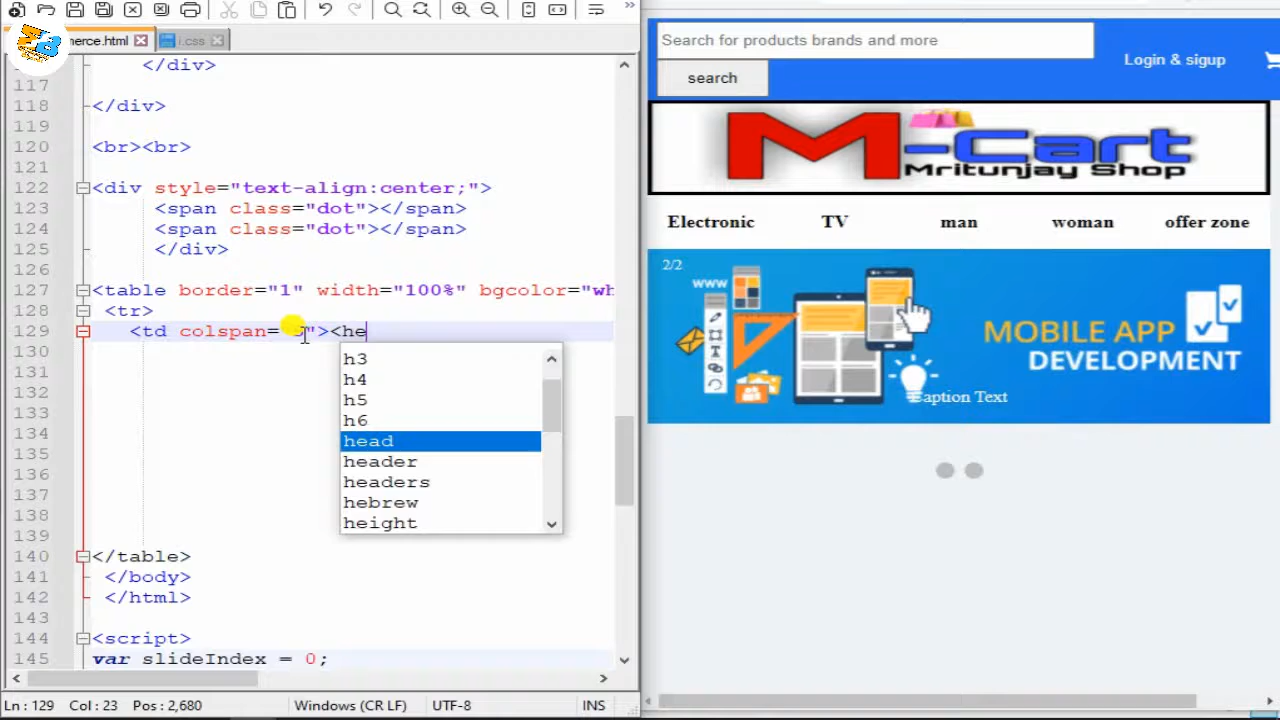 merce.html
i.css
</div>
117
118 </div>
119
120 <br><br>
121
122 <div style="text-align:center;">
123 <span class="dot"></span>
124 <span class="dot"></span>
125 </div>
126
127 <table border="1" width="100%" bgcolor="wh
128 <tr>
129 <td colspan= "><he
130
131
132
133
134
135
136
137
138
139
140 </table>
141 </body>
142 </html>
143
144 <script>
145 var slideIndex = 0;
h3
h4
h5
h6
head
header
headers
hebrew
height
Ln : 129 Col : 23 Pos : 2,680 Windows (CR LF) UTF-8 INS
Search for products brands and more
search
Login & sigup
M-Cart
Mritunjay Shop
Electronic TV man woman offer zone
2/2
WWW
MOBILE APP
DEVELOPMENT
Caption Text